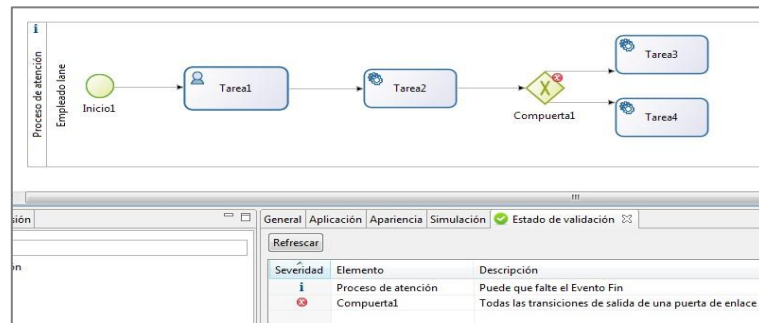 Proceso de atención
Empleado lane
Inicio1
Tarea1
Tarea2
Compuerta1
Tarea3
Tarea4
sión
ón
General Aplicación Apariencia Simulación Estado de validación
Refrescar
Severidad Elemento Descripción
i Proceso de atención Puede que falte el Evento Fin
Compuerta1 Todas las transiciones de salida de una puerta de enlace